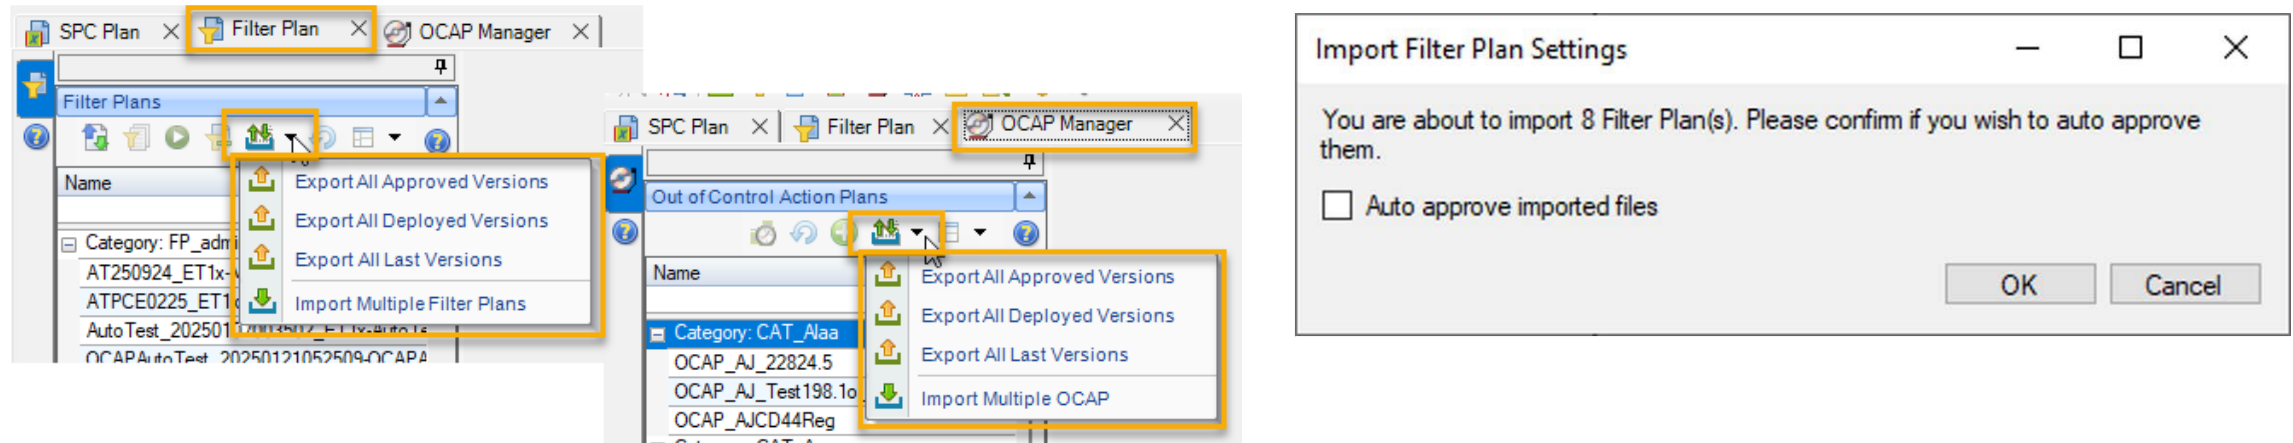 SPC Plan
Filter Plan
OCAP Manager
Filter Plans
Name
Export All Approved Versions
Export All Deployed Versions
Export All Last Versions
Import Multiple Filter Plans
Category: FP_adm
AT250924_ET1x-
ATPCE0225_ET1
SPC Plan
Filter Plan
OCAP Manager
Out of Control Action Plans
Name
Export All Approved Versions
Export All Deployed Versions
Export All Last Versions
Import Multiple OCAP
Category: CAT_Alaa
OCAP_AJ_22824.5
OCAP_AJ_Test198.1o
OCAP_AJCD44Reg
Import Filter Plan Settings
You are about to import 8 Filter Plan(s). Please confirm if you wish to auto approve
them.
Auto approve imported files
OK
Cancel